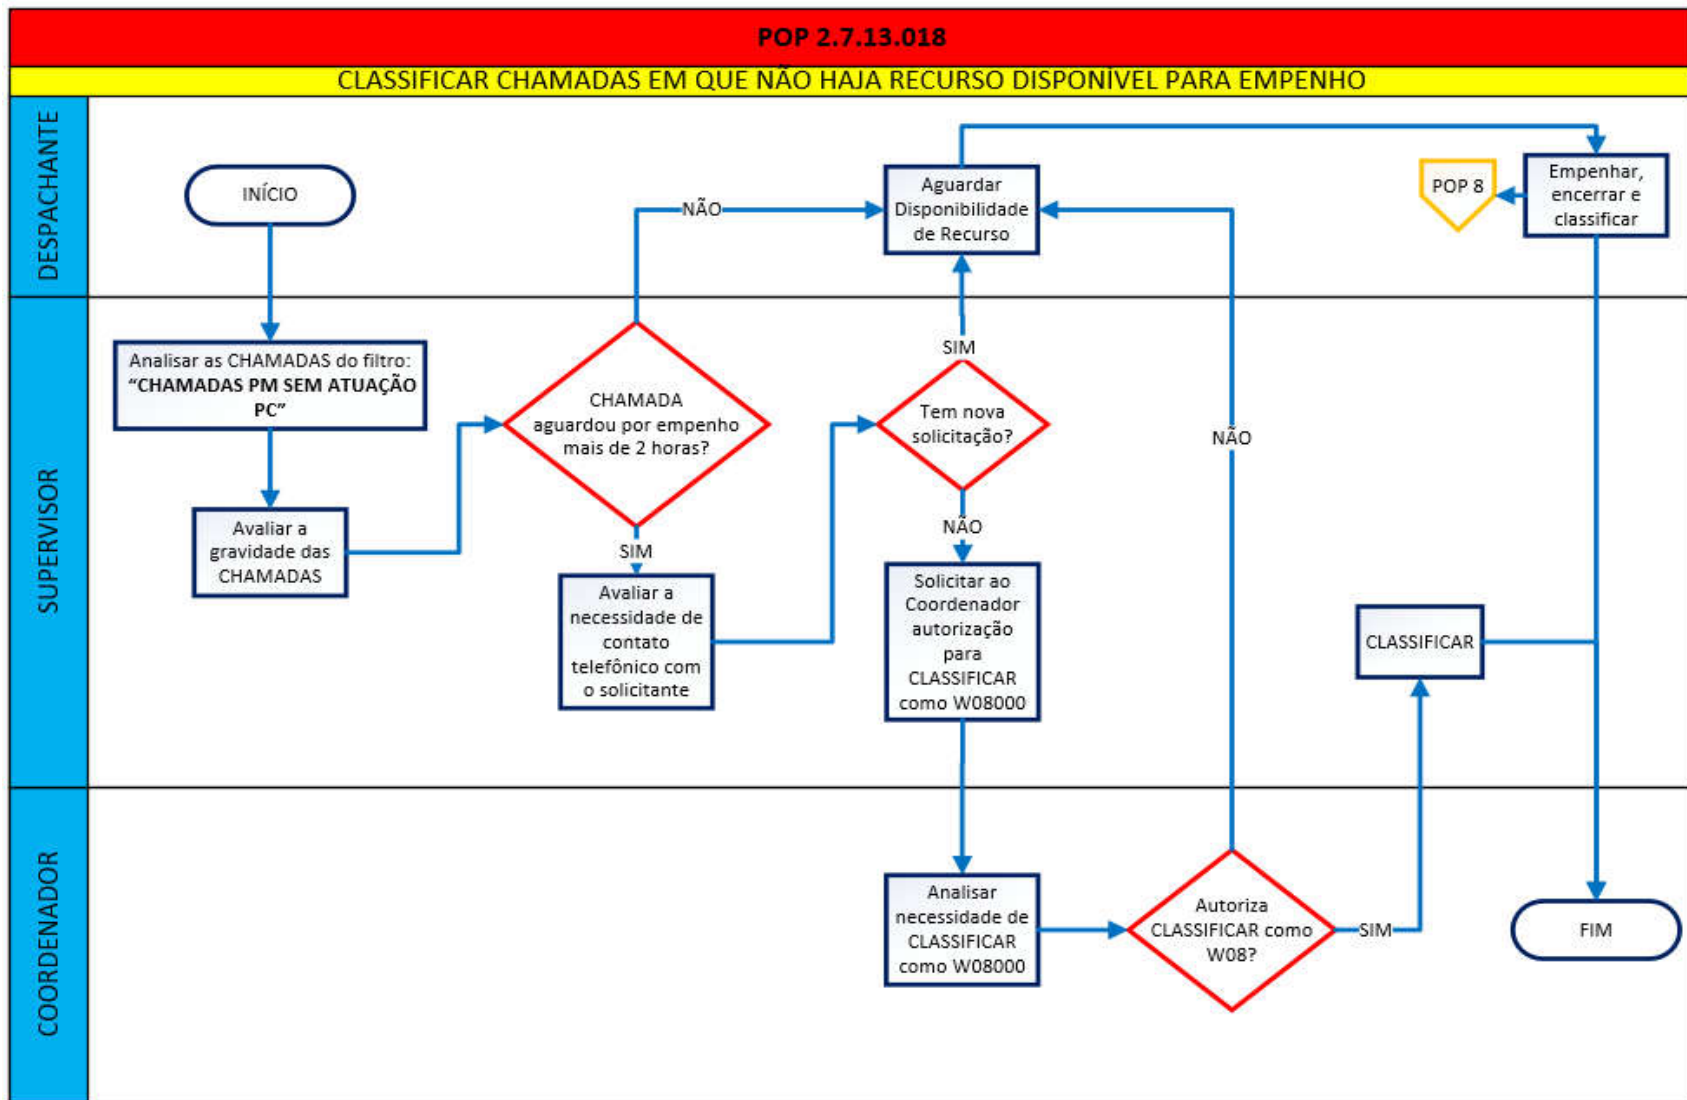 POP 2.7.13.018
CLASSIFICAR CHAMADAS EM QUE NÃO HAJA RECURSO DISPONÍVEL PARA EMPENHO
DESPACHANTE
INÍCIO
NÃO
Aguardar
Disponibilidade
de Recurso
POP 8
Empenhar,
encerrar e
classificar
SUPERVISOR
Analisar as CHAMADAS do filtro:
“CHAMADAS PM SEM ATUAÇÃO
PC”
Avaliar a
gravidade das
CHAMADAS
CHAMADA
aguardou por empenho
mais de 2 horas?
SIM
Avaliar a
necessidade de
contato
telefônico com
o solicitante
SIM
Tem nova
solicitação?
NÃO
Solicitar ao
Coordenador
autorização
para
CLASSIFICAR
como W08000
NÃO
CLASSIFICAR
COORDENADOR
Analisar
necessidade de
CLASSIFICAR
como W08000
Autoriza
CLASSIFICAR como
W08?
SIM
FIM